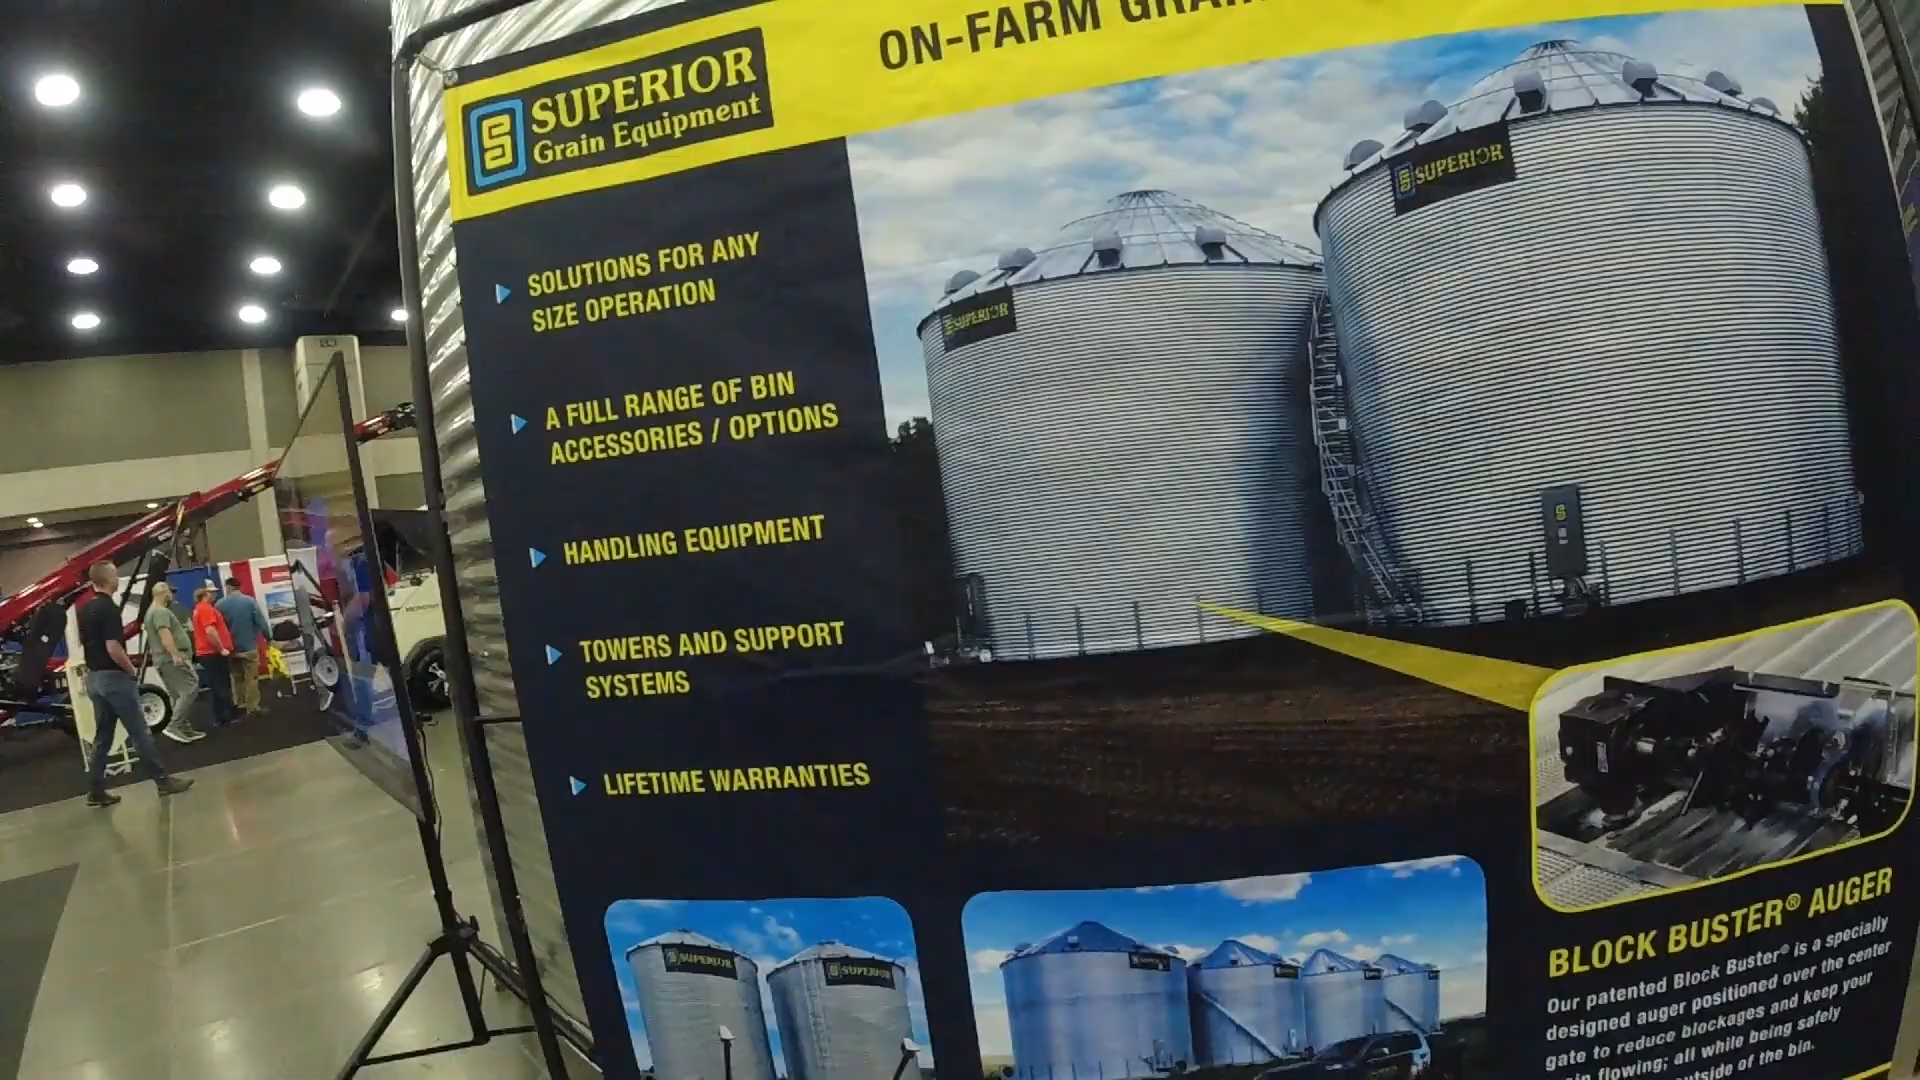 ON-FARM
SUPERIOR
Grain Equipment
SOLUTIONS FOR ANY
SIZE OPERATION
A FULL RANGE OF BIN
ACCESSORIES / OPTIONS
HANDLING EQUIPMENT
TOWERS AND SUPPORT
SYSTEMS
LIFETIME WARRANTIES
SUPERIOR
SUPERIOR
SUPERIOR
SUPERIOR
BLOCK BUSTER® AUGER
Our patented Block Buster® is a specially
designed auger positioned over the center
gate to reduce blockages and keep your
flowing; all while being safely
outside of the bin.